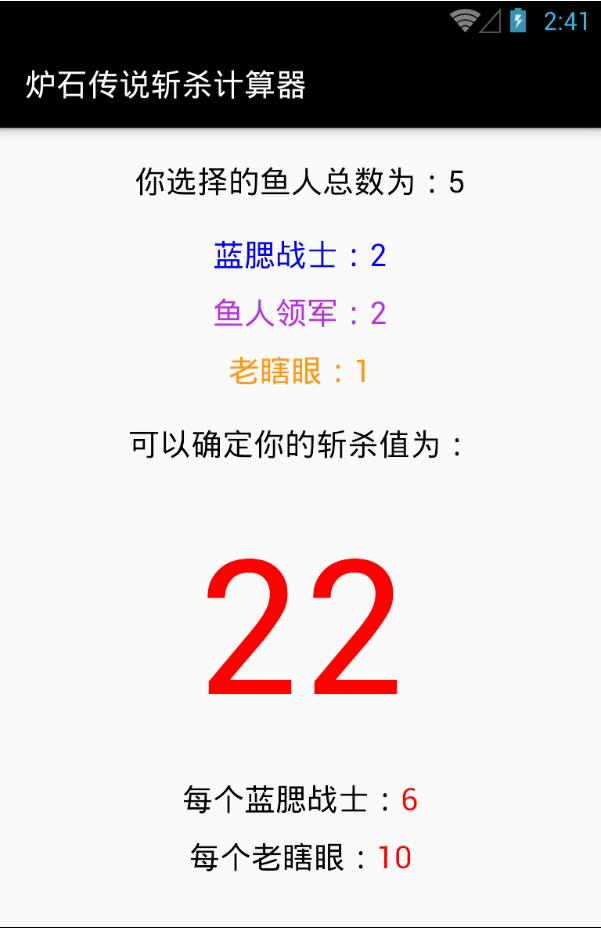 2:41
炉石传说斩杀计算器
你选择的鱼人总数为：5
蓝腮战士：2
鱼人领军：2
老瞎眼：1
可以确定你的斩杀值为：
22
每个蓝腮战士：6
每个老瞎眼：10